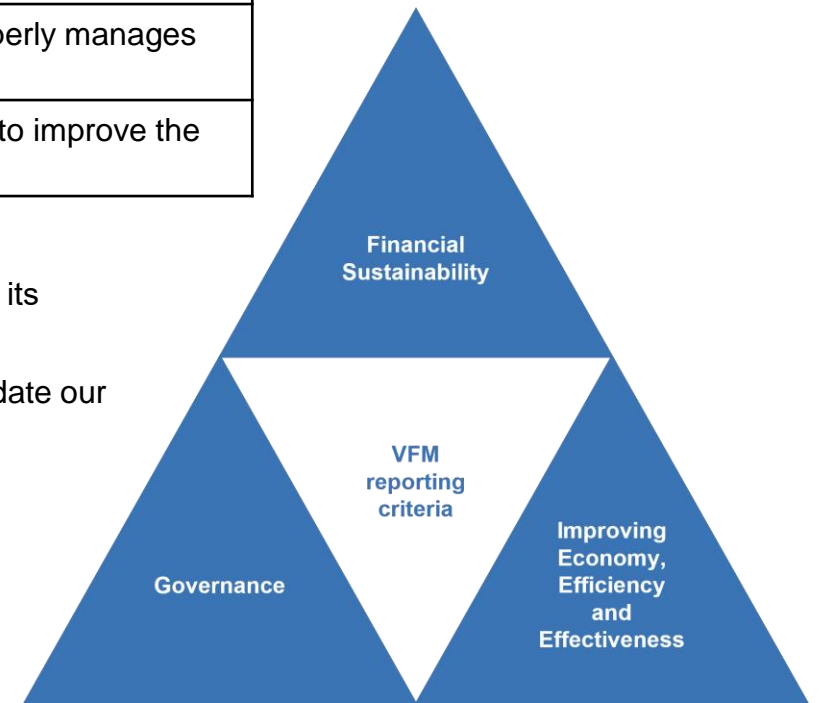 perly manages
to improve the
its
date our
Financial
Sustainability
VFM
reporting
criteria
Governance
Improving
Economy,
Efficiency
and
Effectiveness